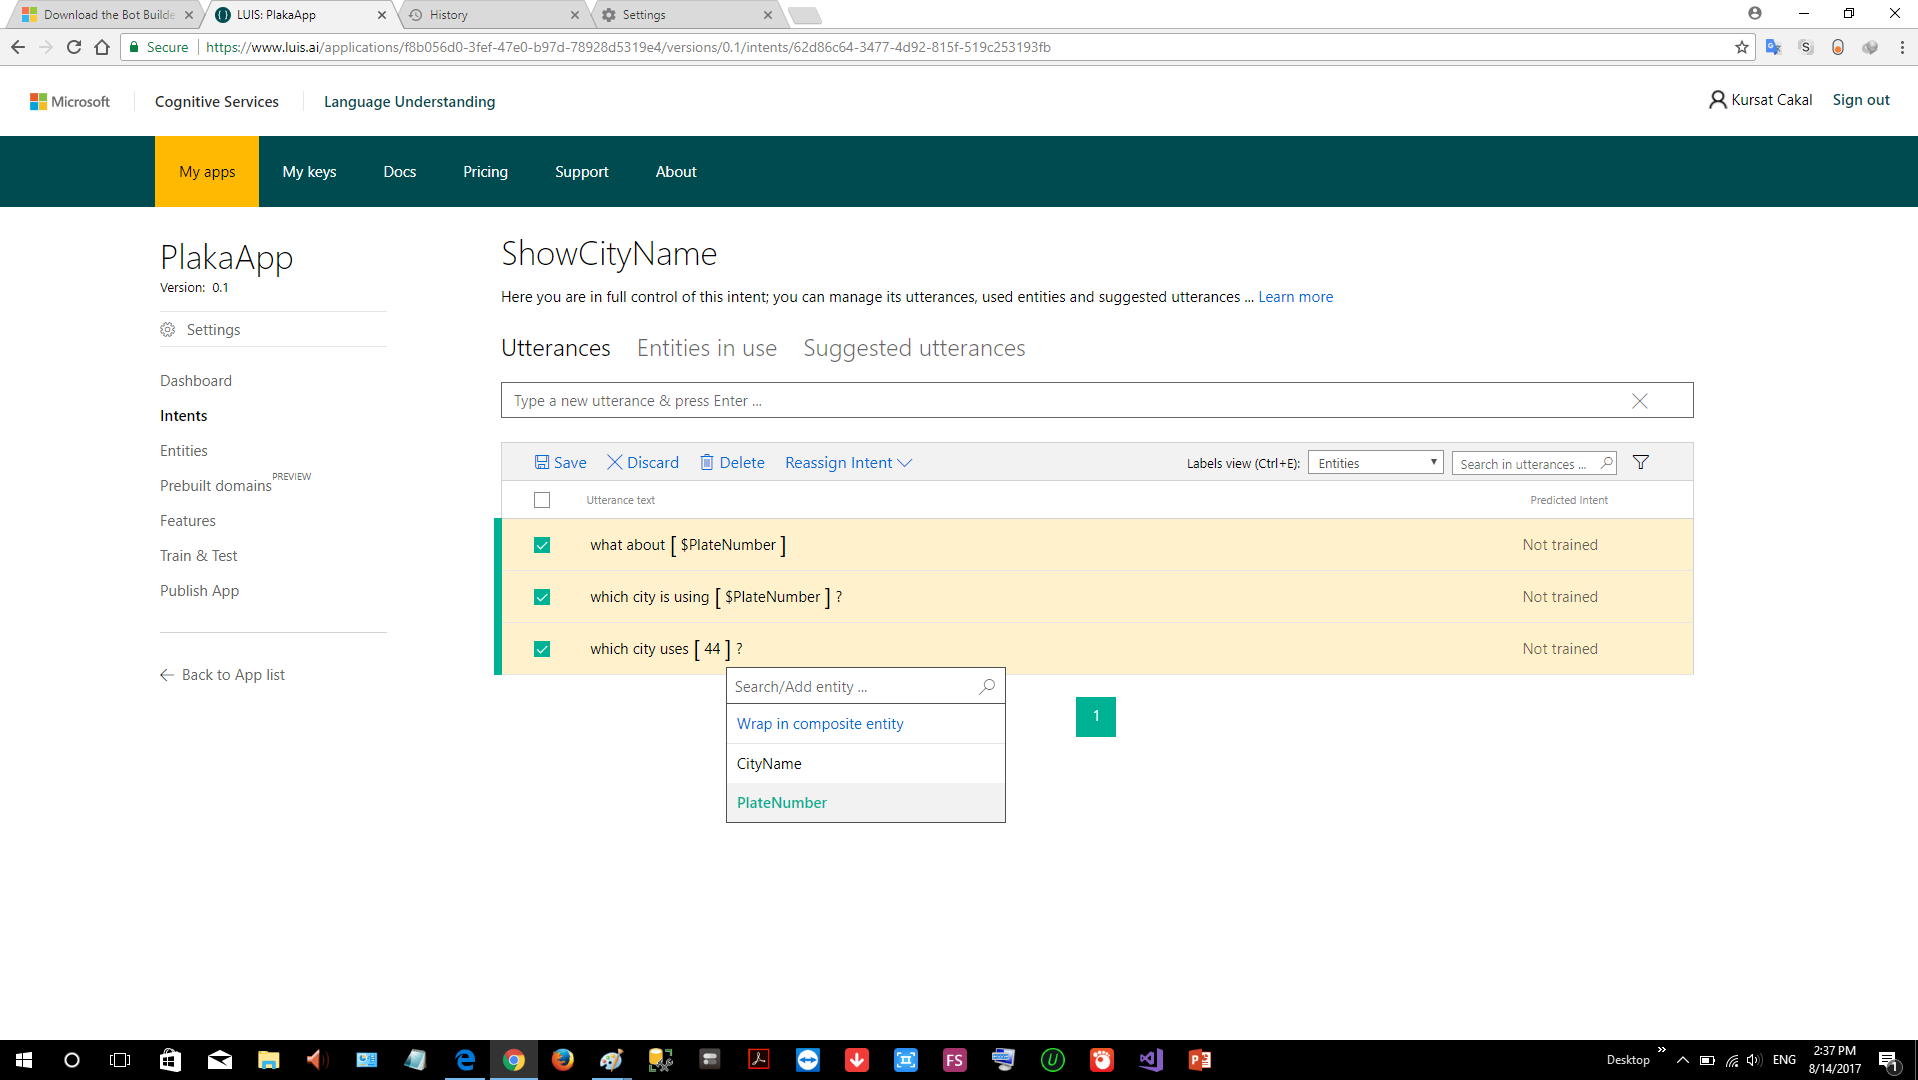 Download the Bot Builde
LUIS: PlakaApp
History
Settings
Secure
https://www.luis.ai/applications/f8b056d0-3fef-47e0-b97d-78928d5319e4/versions/0.1/intents/62d86c64-3477-4d92-815f-519c253193fb
Microsoft
Cognitive Services
Language Understanding
Kursat Cakal
Sign out
My apps
My keys
Docs
Pricing
Support
About
PlakaApp
Version: 0.1
Settings
Dashboard
Intents
Entities
Prebuilt domains PREVIEW
Features
Train & Test
Publish App
Back to App list
ShowCityName
Here you are in full control of this intent; you can manage its utterances, used entities and suggested utterances ... Learn more
Utterances
Entities in use
Suggested utterances
Type a new utterance & press Enter ...
Save
Discard
Delete
Reassign Intent
Labels view (Ctrl+E):
Entities
Search in utterances ...
Utterance text
Predicted Intent
what about [ $PlateNumber ]
Not trained
which city is using [ $PlateNumber ] ?
Not trained
which city uses [ 44 ] ?
Not trained
Search/Add entity ...
Wrap in composite entity
CityName
PlateNumber
1
FS
Desktop
ENG
2:37 PM
8/14/2017
1